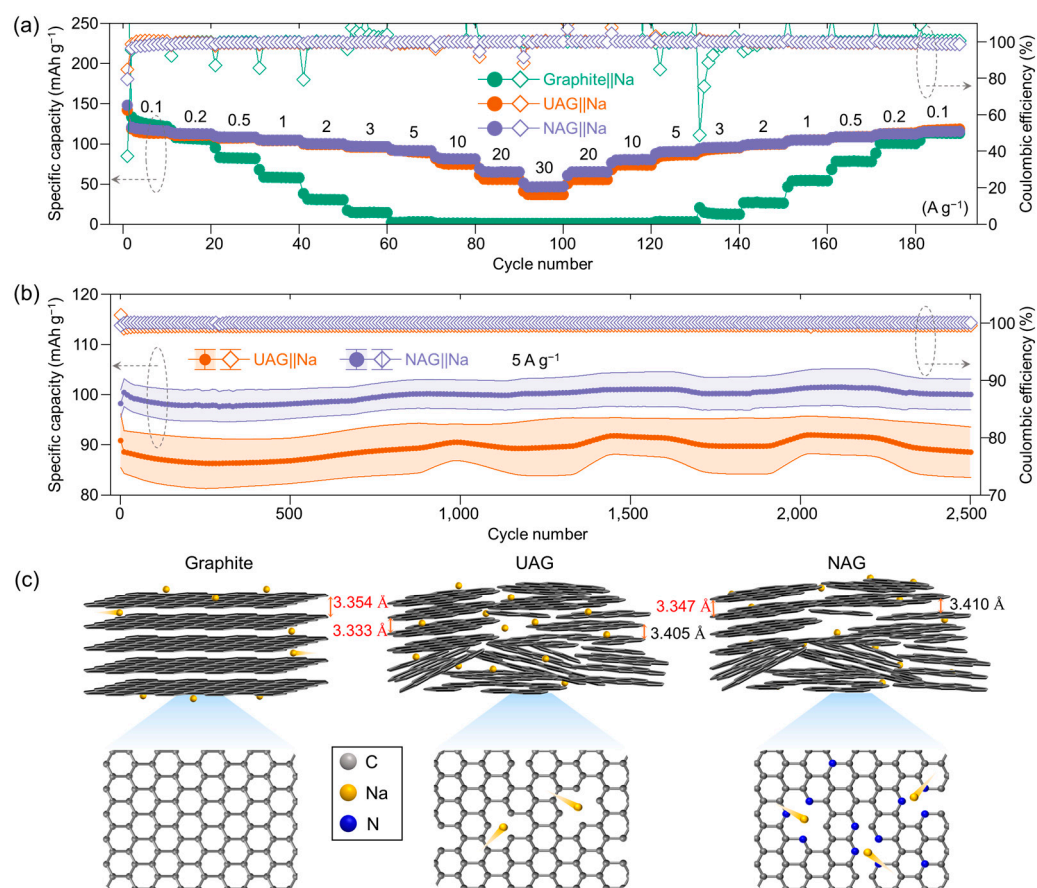 (a)
Specific capacity (mAh g⁻¹)
250
200
150
100
50
0
Graphite||Na
UAG||Na
NAG||Na
0.1 0.2 0.5 1 2 3 5 10 20 30 20 10 5 3 2 1 0.5 0.2 0.1
(A g⁻¹)
100
80
60
40
20
0
Coulombic efficiency (%)
0 20 40 60 80 100 120 140 160 180
Cycle number
(b)
Specific capacity (mAh g⁻¹)
120
110
100
90
80
UAG||Na NAG||Na 5 A g⁻¹
100
90
80
70
Coulombic efficiency (%)
0 500 1,000 1,500 2,000 2,500
Cycle number
(c)
Graphite UAG NAG
3.354 Å 3.347 Å 3.410 Å
3.333 Å 3.405 Å
C
Na
N